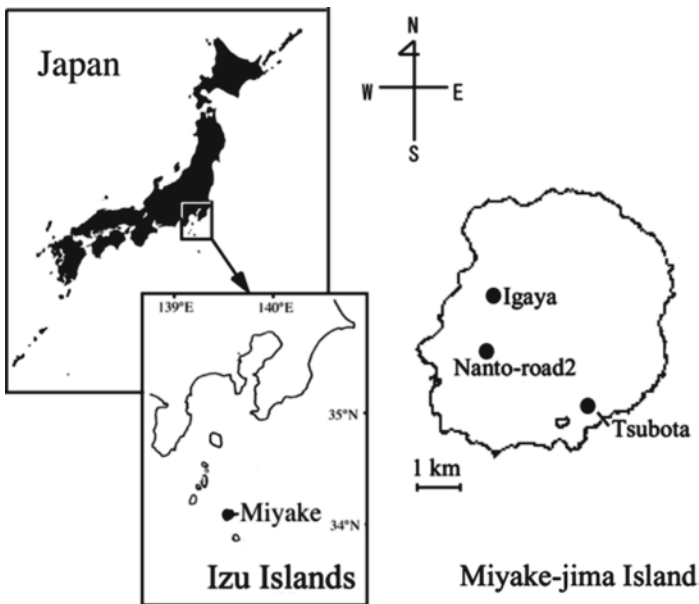 Japan
N
W E
S
139°E 140°E
35°N
34°N
Miyake
Izu Islands
Igaya
Nanto-road2
Tsubota
1 km
Miyake-jima Island